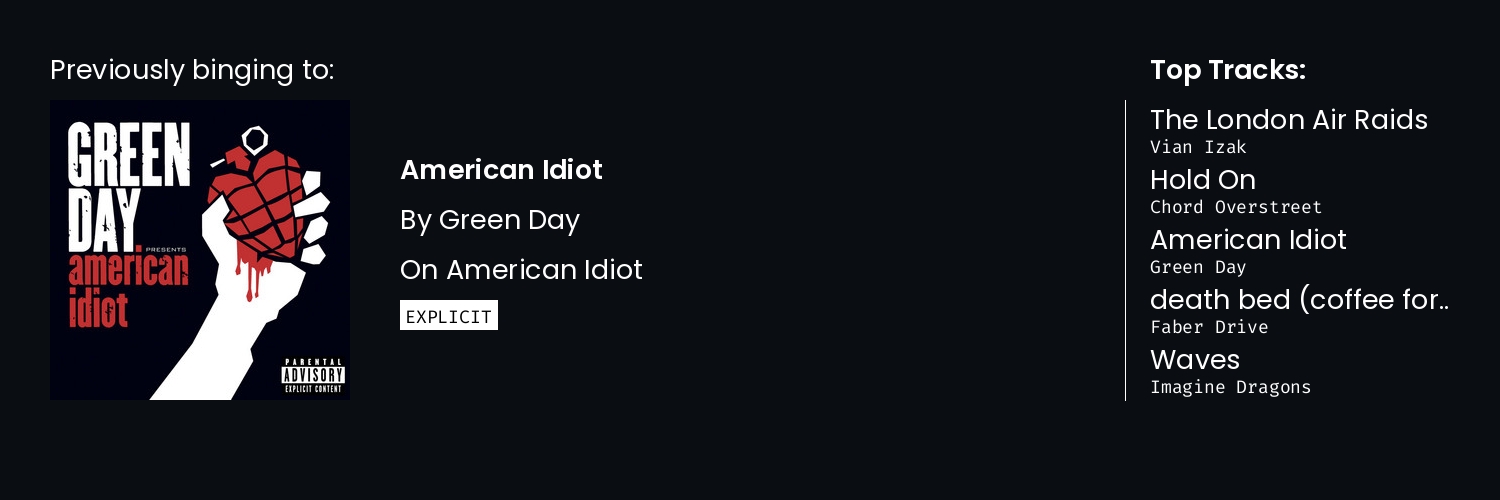 Previously binging to:
GREEN
DAY
PRESENTS
american
idiot
PARENTAL
ADVISORY
EXPLICIT CONTENT
American Idiot
By Green Day
On American Idiot
EXPLICIT
Top Tracks:
The London Air Raids
Vian Izak
Hold On
Chord Overstreet
American Idiot
Green Day
death bed (coffee for..
Faber Drive
Waves
Imagine Dragons